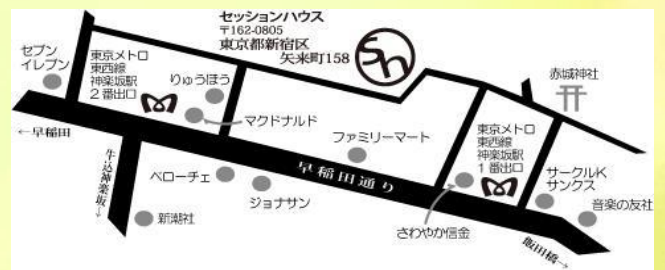 セッションハウス
〒162-0805
東京都新宿区
矢来町158
sh
セブン
イレブン
東京メトロ
東西線
神楽坂駅
2番出口
りゅうほう
マクドナルド
ファミリーマート
東京メトロ
東西線
神楽坂駅
1番出口
赤城神社
サークルK
サンクス
音楽の友社
←早稲田
牛込神楽坂→
ベローチェ
ジョナサン
新潮社
早稲田通り
さわやか信金
飯田橋→